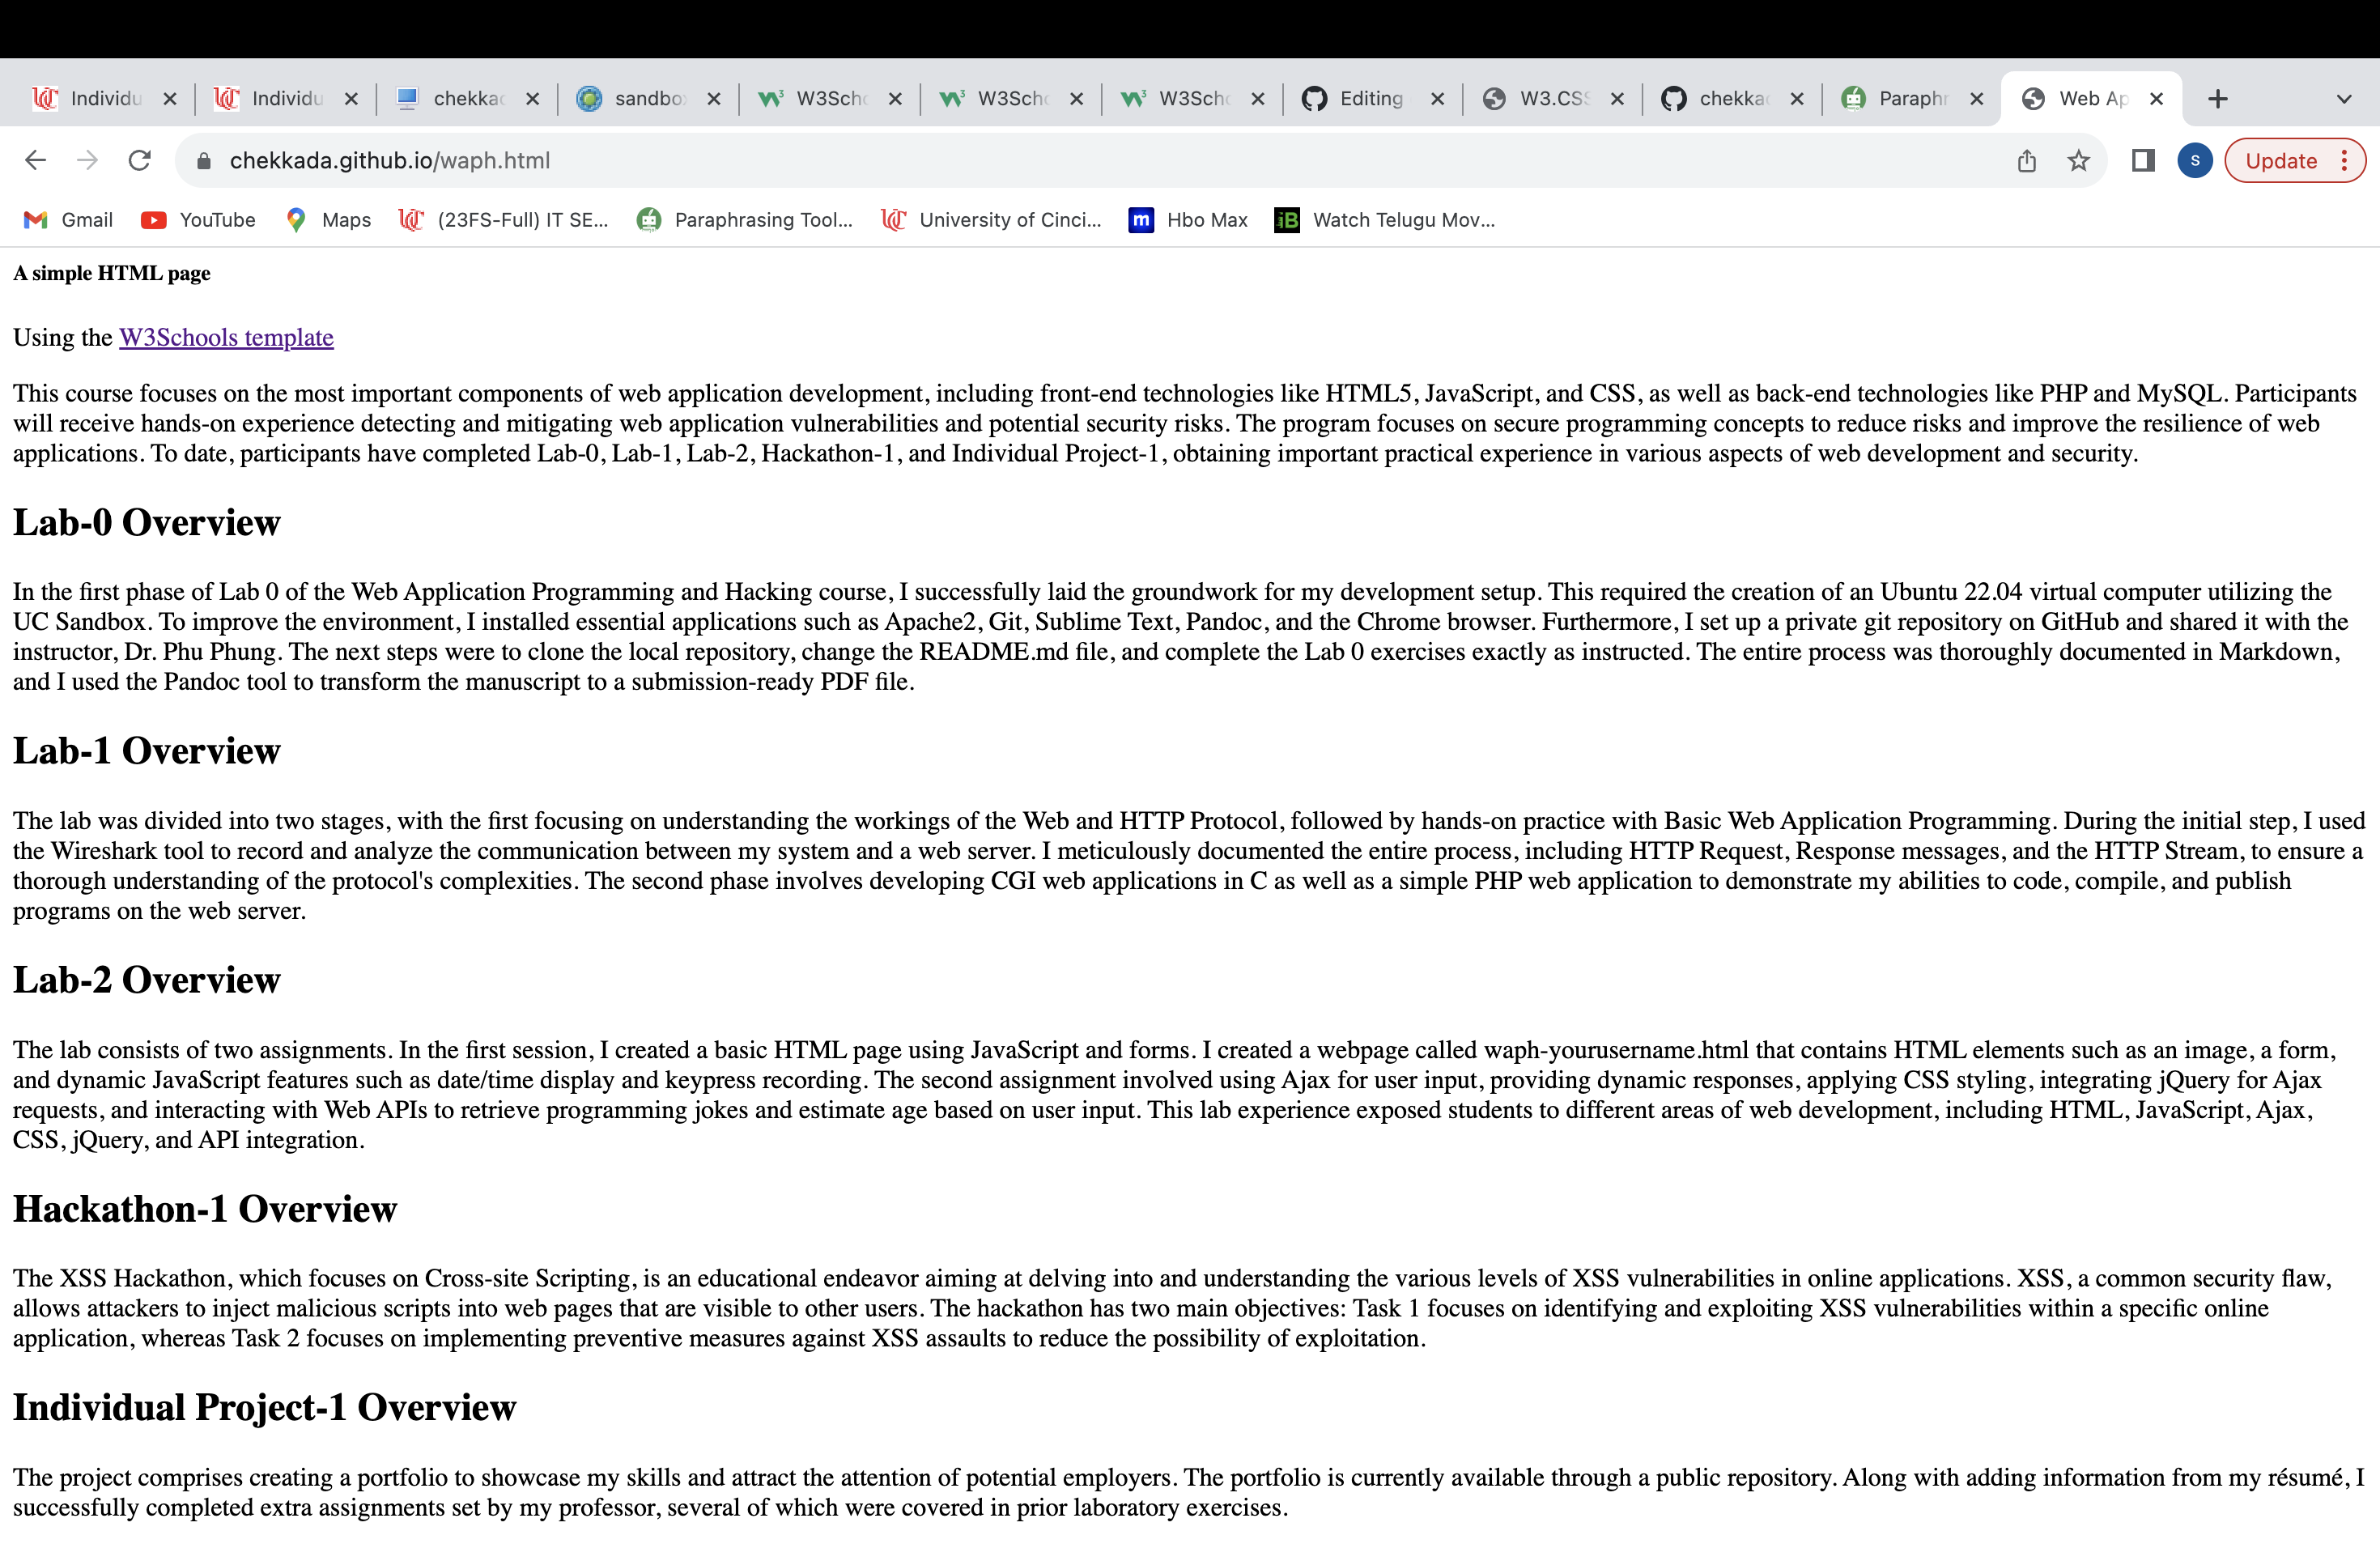 Individu
Individu
chekkac
sandbo
W3Scho
W3Scho
W3Scho
Editing
W3.CSS
chekka
Paraphr
Web Ap
chekkada.github.io/waph.html
S
Update
Gmail
YouTube
Maps
(23FS-Full) IT SE...
Paraphrasing Tool...
University of Cinci...
m
Hbo Max
iB
Watch Telugu Mov...
A simple HTML page
Using the W3Schools template
This course focuses on the most important components of web application development, including front-end technologies like HTML5, JavaScript, and CSS, as well as back-end technologies like PHP and MySQL. Participants
will receive hands-on experience detecting and mitigating web application vulnerabilities and potential security risks. The program focuses on secure programming concepts to reduce risks and improve the resilience of web
applications. To date, participants have completed Lab-0, Lab-1, Lab-2, Hackathon-1, and Individual Project-1, obtaining important practical experience in various aspects of web development and security.
Lab-0 Overview
In the first phase of Lab 0 of the Web Application Programming and Hacking course, I successfully laid the groundwork for my development setup. This required the creation of an Ubuntu 22.04 virtual computer utilizing the
UC Sandbox. To improve the environment, I installed essential applications such as Apache2, Git, Sublime Text, Pandoc, and the Chrome browser. Furthermore, I set up a private git repository on GitHub and shared it with the
instructor, Dr. Phu Phung. The next steps were to clone the local repository, change the README.md file, and complete the Lab 0 exercises exactly as instructed. The entire process was thoroughly documented in Markdown,
and I used the Pandoc tool to transform the manuscript to a submission-ready PDF file.
Lab-1 Overview
The lab was divided into two stages, with the first focusing on understanding the workings of the Web and HTTP Protocol, followed by hands-on practice with Basic Web Application Programming. During the initial step, I used
the Wireshark tool to record and analyze the communication between my system and a web server. I meticulously documented the entire process, including HTTP Request, Response messages, and the HTTP Stream, to ensure a
thorough understanding of the protocol's complexities. The second phase involves developing CGI web applications in C as well as a simple PHP web application to demonstrate my abilities to code, compile, and publish
programs on the web server.
Lab-2 Overview
The lab consists of two assignments. In the first session, I created a basic HTML page using JavaScript and forms. I created a webpage called waph-yourusername.html that contains HTML elements such as an image, a form,
and dynamic JavaScript features such as date/time display and keypress recording. The second assignment involved using Ajax for user input, providing dynamic responses, applying CSS styling, integrating jQuery for Ajax
requests, and interacting with Web APIs to retrieve programming jokes and estimate age based on user input. This lab experience exposed students to different areas of web development, including HTML, JavaScript, Ajax,
CSS, jQuery, and API integration.
Hackathon-1 Overview
The XSS Hackathon, which focuses on Cross-site Scripting, is an educational endeavor aiming at delving into and understanding the various levels of XSS vulnerabilities in online applications. XSS, a common security flaw,
allows attackers to inject malicious scripts into web pages that are visible to other users. The hackathon has two main objectives: Task 1 focuses on identifying and exploiting XSS vulnerabilities within a specific online
application, whereas Task 2 focuses on implementing preventive measures against XSS assaults to reduce the possibility of exploitation.
Individual Project-1 Overview
The project comprises creating a portfolio to showcase my skills and attract the attention of potential employers. The portfolio is currently available through a public repository. Along with adding information from my résumé, I
successfully completed extra assignments set by my professor, several of which were covered in prior laboratory exercises.